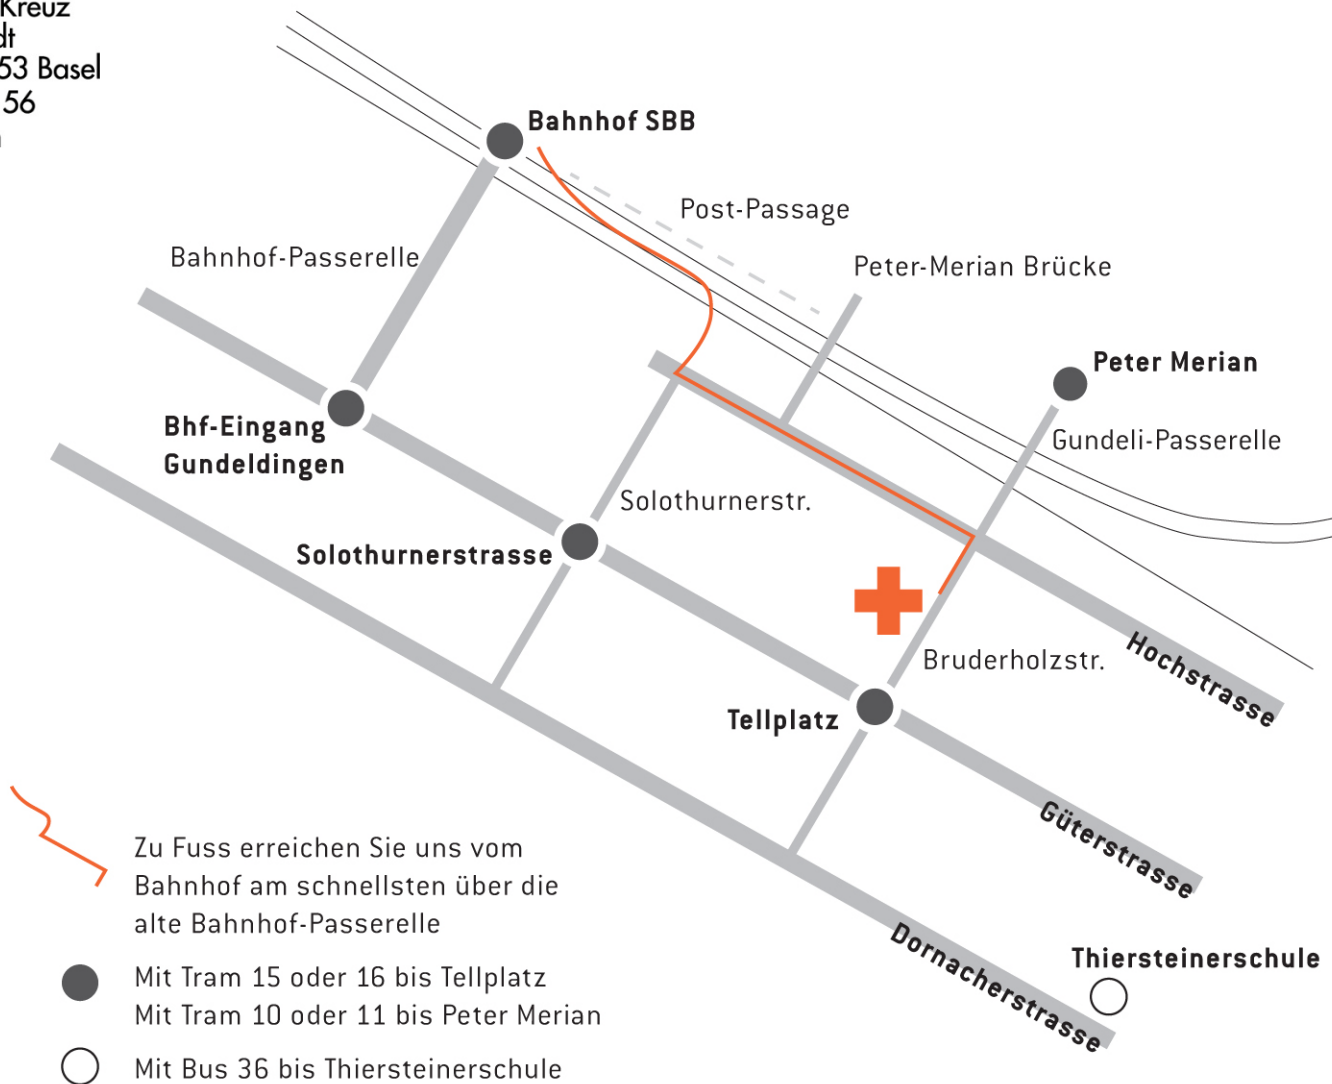 Kreuz
dt
53 Basel
56
Bahnhof SBB
Post-Passage
Bahnhof-Passerelle
Peter-Merian Brücke
Peter Merian
Bhf-Eingang
Gundeldingen
Gundeli-Passerelle
Solothurnerstr.
Solothurnerstrasse
Bruderholzstr.
Hochstrasse
Tellplatz
Güterstrasse
Zu Fuss erreichen Sie uns vom
Bahnhof am schnellsten über die
alte Bahnhof-Passerelle
Dornacherstrasse
Thiersteinerschule
Mit Tram 15 oder 16 bis Tellplatz
Mit Tram 10 oder 11 bis Peter Merian
Mit Bus 36 bis Thiersteinerschule